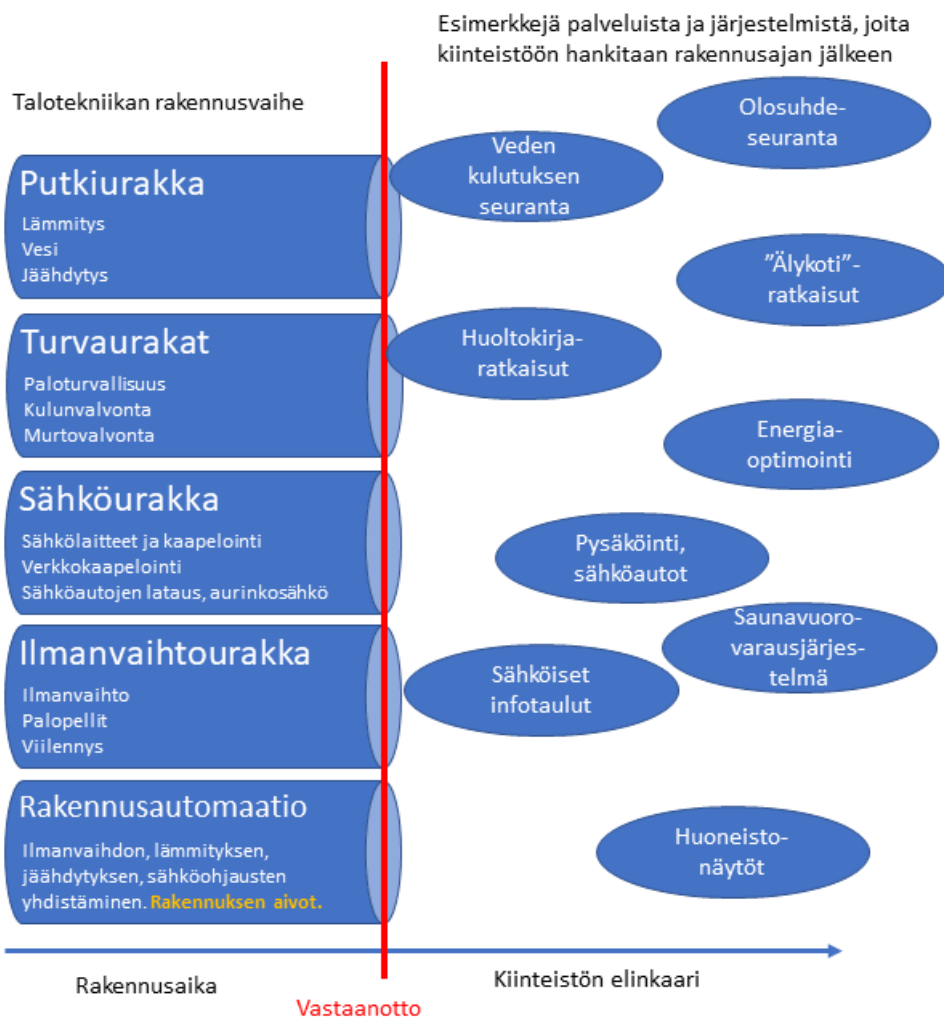 Esimerkkejä palveluista ja järjestelmistä, joita
kiinteistöön hankitaan rakennusajan jälkeen
Talotekniikan rakennusvaihe
Putkiurakka
Lämmitys
Vesi
Jäähdytys
Turvaurakat
Paloturvallisuus
Kulunvalvonta
Murtovalvonta
Sähköurakka
Sähkölaitteet ja kaapelointi
Verkkokaapelointi
Sähköautojen lataus, aurinkosähkö
Ilmanvaihtourakka
Ilmanvaihto
Palopellit
Viilennys
Rakennusautomaatio
Ilmanvaihdon, lämmityksen,
jäähdytyksen, sähköohjausten
yhdistäminen. Rakennuksen aivot.
Olosuhde-
seuranta
Veden
kulutuksen
seuranta
”Älykoti”-
ratkaisut
Huoltokirja-
ratkaisut
Energia-
optimointi
Pysäköinti,
sähköautot
Saunavuoro-
varausjärjes-
telmä
Sähköiset
infotaulut
Huoneisto-
näytöt
Rakennusaika
Vastaanotto
Kiinteistön elinkaari